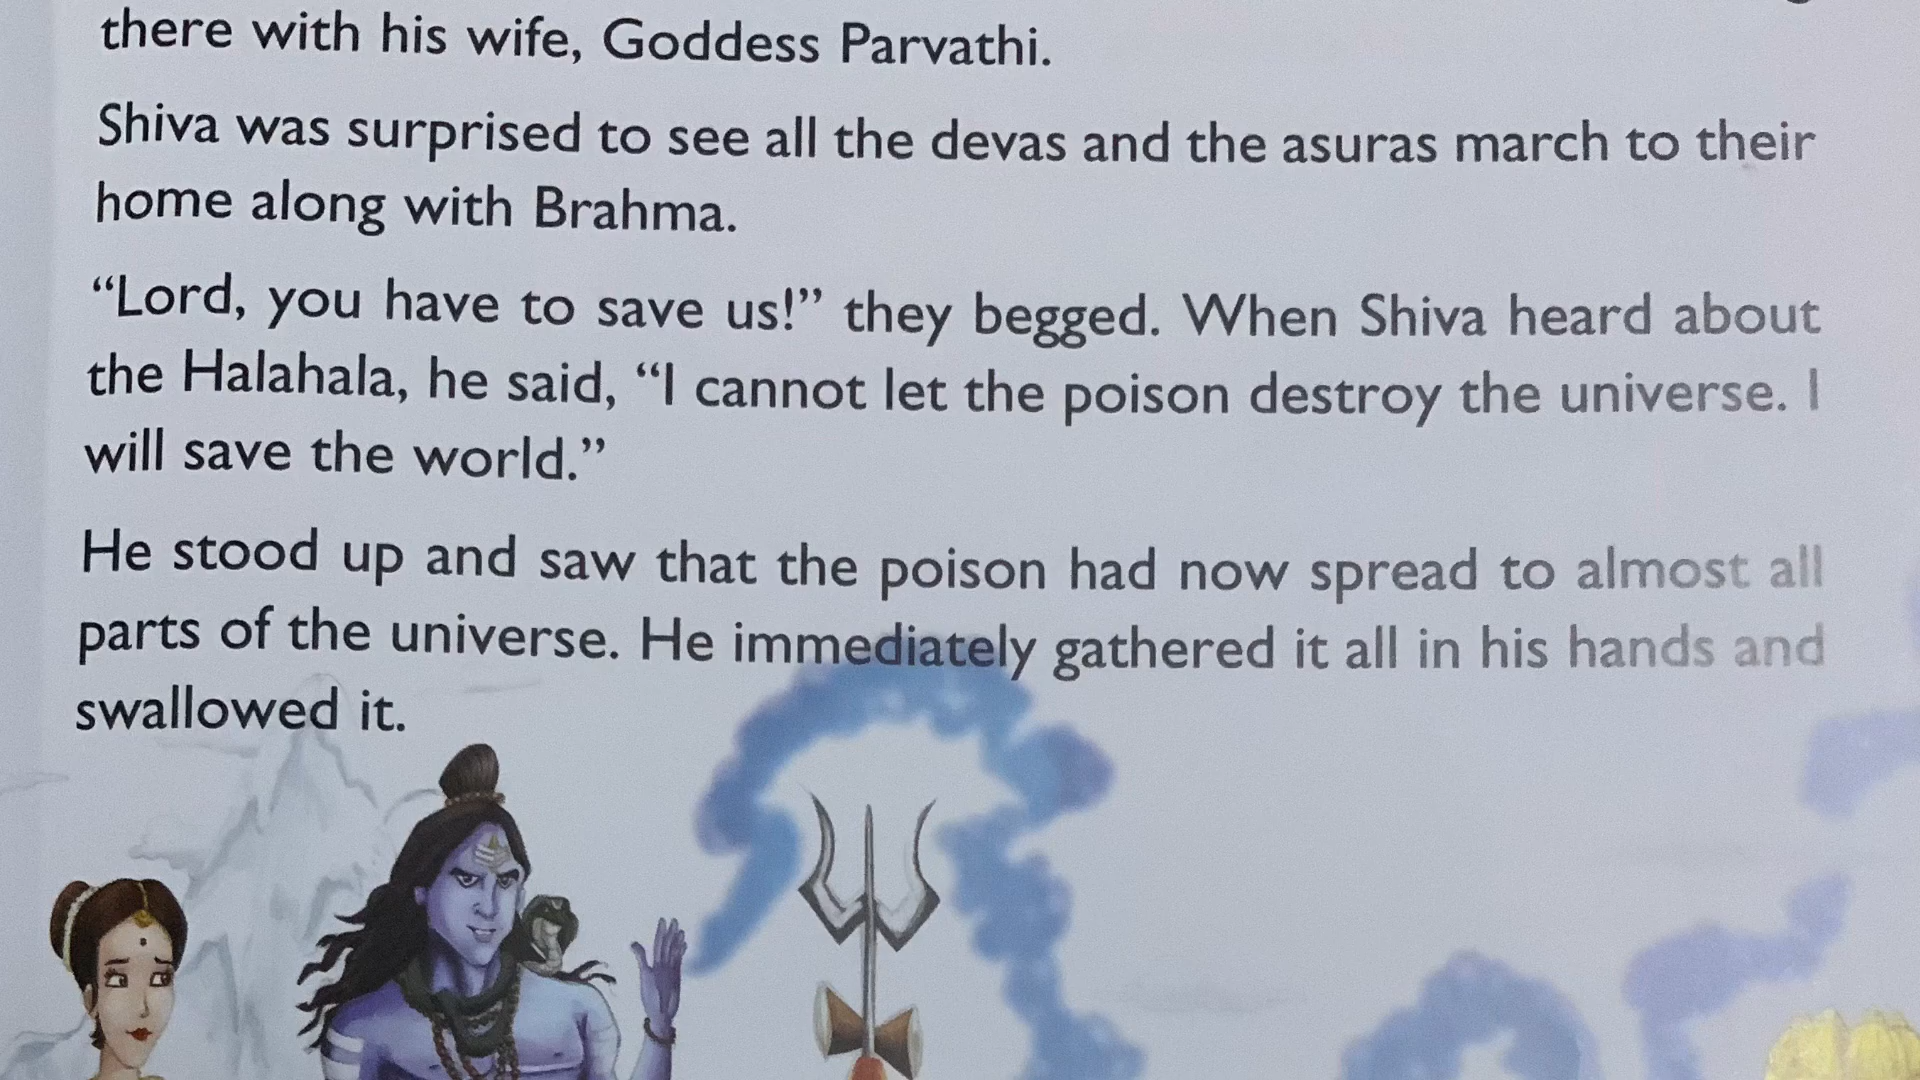 there with his wife, Goddess Parvathi.
Shiva was surprised to see all the devas and the asuras march to their
home along with Brahma.
“Lord, you have to save us!” they begged. When Shiva heard about
the Halahala, he said, “I cannot let the poison destroy the universe. I
will save the world.”
He stood up and saw that the poison had now spread to almost all
parts of the universe. He immediately gathered it all in his hands and
swallowed it.